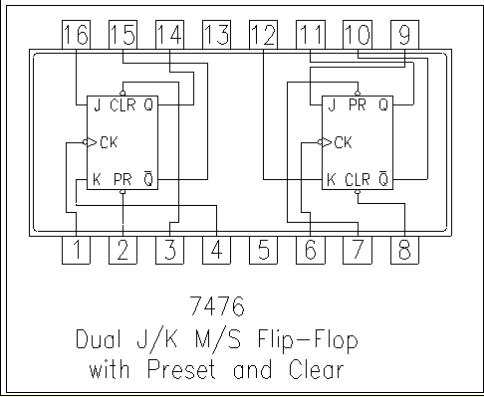 16 15 14 13 12 11 10 9
J CLR Q J PR Q
CK CK
K PR Q̅ K CLR Q̅
1 2 3 4 5 6 7 8
7476
Dual J/K M/S Flip-Flop
with Preset and Clear